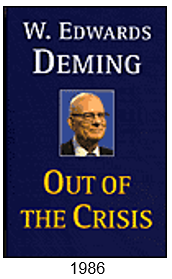 W. EDWARDS
DEMING
OUT OF
THE CRISIS
1986